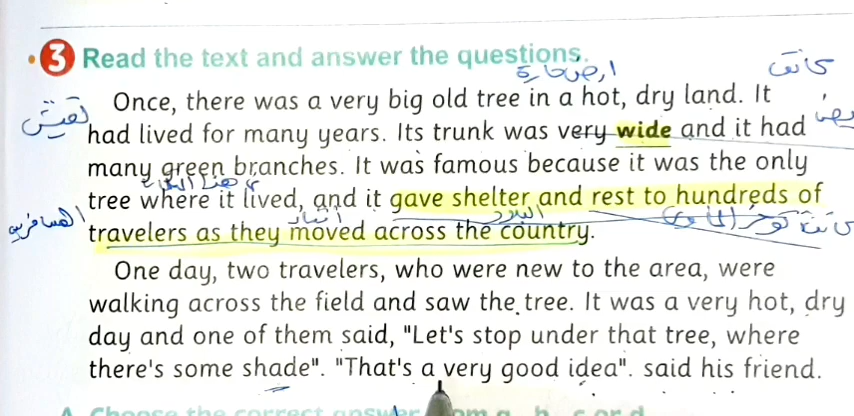 3 Read the text and answer the questions.
Once, there was a very big old tree in a hot, dry land. It
had lived for many years. Its trunk was very wide and it had
many green branches. It was famous because it was the only
tree where it lived, and it gave shelter and rest to hundreds of
المسافرين
travelers as they moved across the country.
One day, two travelers, who were new to the area, were
walking across the field and saw the tree. It was a very hot, dry
day and one of them said, "Let's stop under that tree, where
there's some shade". "That's a very good idea". said his friend.